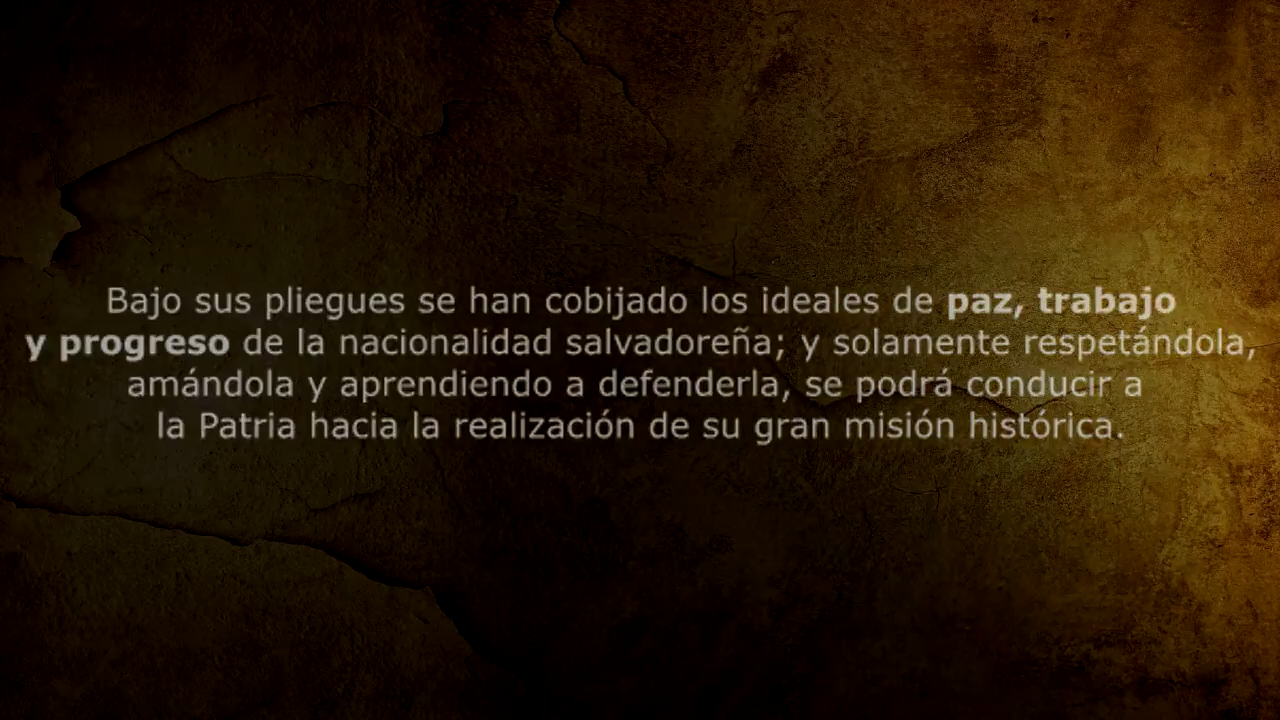 Bajo sus pliegues se han cobijado los ideales de paz, trabajo
y progreso de la nacionalidad salvadoreña; y solamente respetándola,
amándola y aprendiendo a defenderla, se podrá conducir a
la Patria hacia la realización de su gran misión histórica.